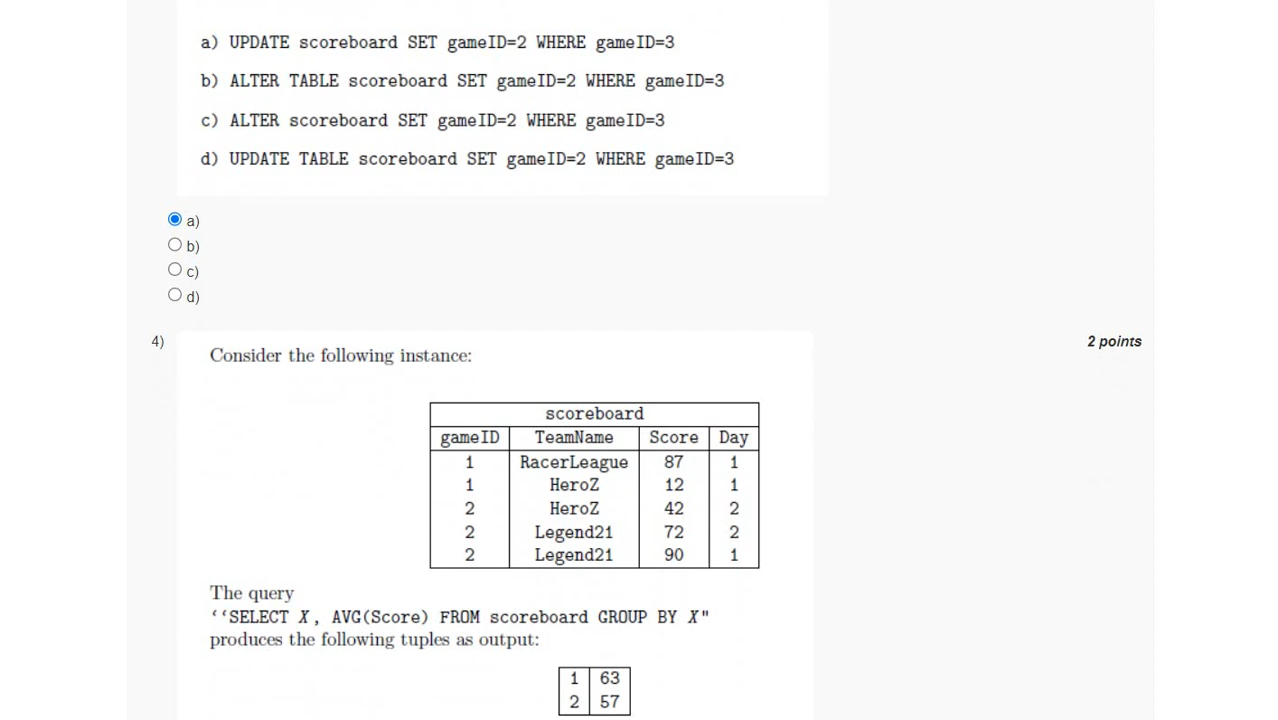 a) UPDATE scoreboard SET gameID=2 WHERE gameID=3
b) ALTER TABLE scoreboard SET gameID=2 WHERE gameID=3
c) ALTER scoreboard SET gameID=2 WHERE gameID=3
d) UPDATE TABLE scoreboard SET gameID=2 WHERE gameID=3
a)
b)
c)
d)
4) 2 points
Consider the following instance:
scoreboard
gameID TeamName Score Day
1 RacerLeague 87 1
1 HeroZ 12 1
2 HeroZ 42 2
2 Legend21 72 2
2 Legend21 90 1
The query
‘‘SELECT X, AVG(Score) FROM scoreboard GROUP BY X"
produces the following tuples as output:
1 63
2 57